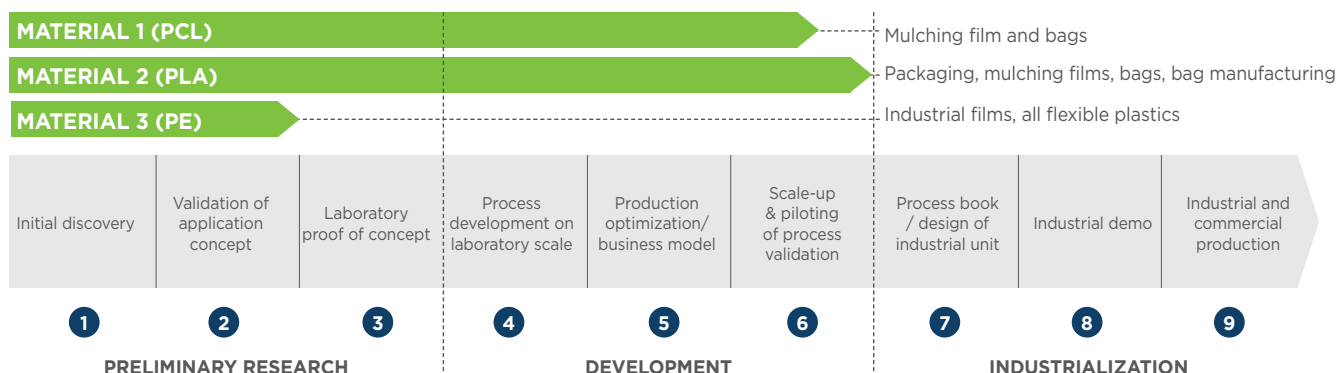 MATERIAL 1 (PCL)
Mulching film and bags
MATERIAL 2 (PLA)
Packaging, mulching films, bags, bag manufacturing
MATERIAL 3 (PE)
Industrial films, all flexible plastics
Initial discovery
Validation of
application
concept
Laboratory
proof of concept
Process
development on
laboratory scale
Production
optimization/
business model
Scale-up
& piloting
of process
validation
Process book
/ design of
industrial unit
Industrial demo
Industrial and
commercial
production
1
2
3
4
5
6
7
8
9
PRELIMINARY RESEARCH
DEVELOPMENT
INDUSTRIALIZATION